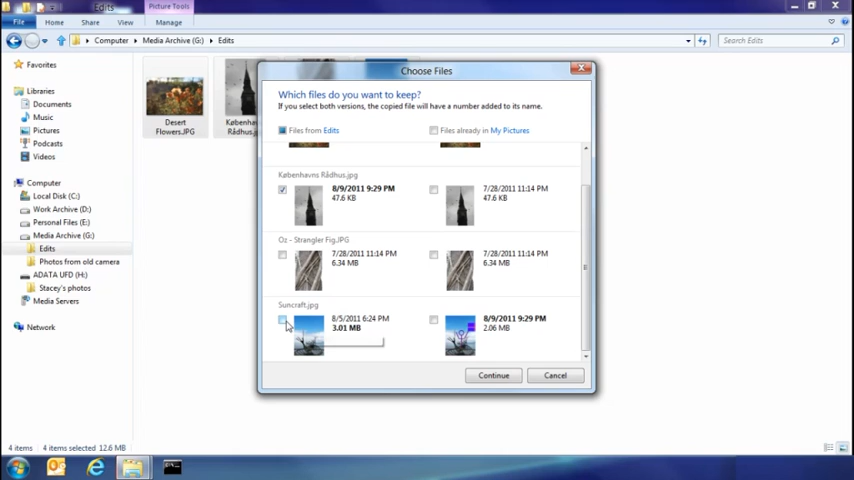 Edits
Picture Tools
File
Home
Share
View
Manage
Computer
Media Archive (G:)
Edits
Search Edits
Favorites
Libraries
Documents
Music
Pictures
Podcasts
Videos
Computer
Local Disk (C:)
Work Archive (D:)
Personal Files (E:)
Media Archive (G:)
Edits
Photos from old camera
ADATA UFD (H:)
Stacey's photos
Media Servers
Network
Desert
Flowers.JPG
Københavns
Rådhus.jpg
Choose Files
Which files do you want to keep?
If you select both versions, the copied file will have a number added to its name.
Files from Edits
Files already in My Pictures
Københavns Rådhus.jpg
8/9/2011 9:29 PM
47.6 KB
7/28/2011 11:14 PM
47.6 KB
Oz - Strangler Fig.JPG
7/28/2011 11:14 PM
6.34 MB
7/28/2011 11:14 PM
6.34 MB
Suncraft.jpg
8/5/2011 6:24 PM
3.01 MB
8/9/2011 9:29 PM
2.06 MB
Continue
Cancel
4 items
4 items selected 12.6 MB